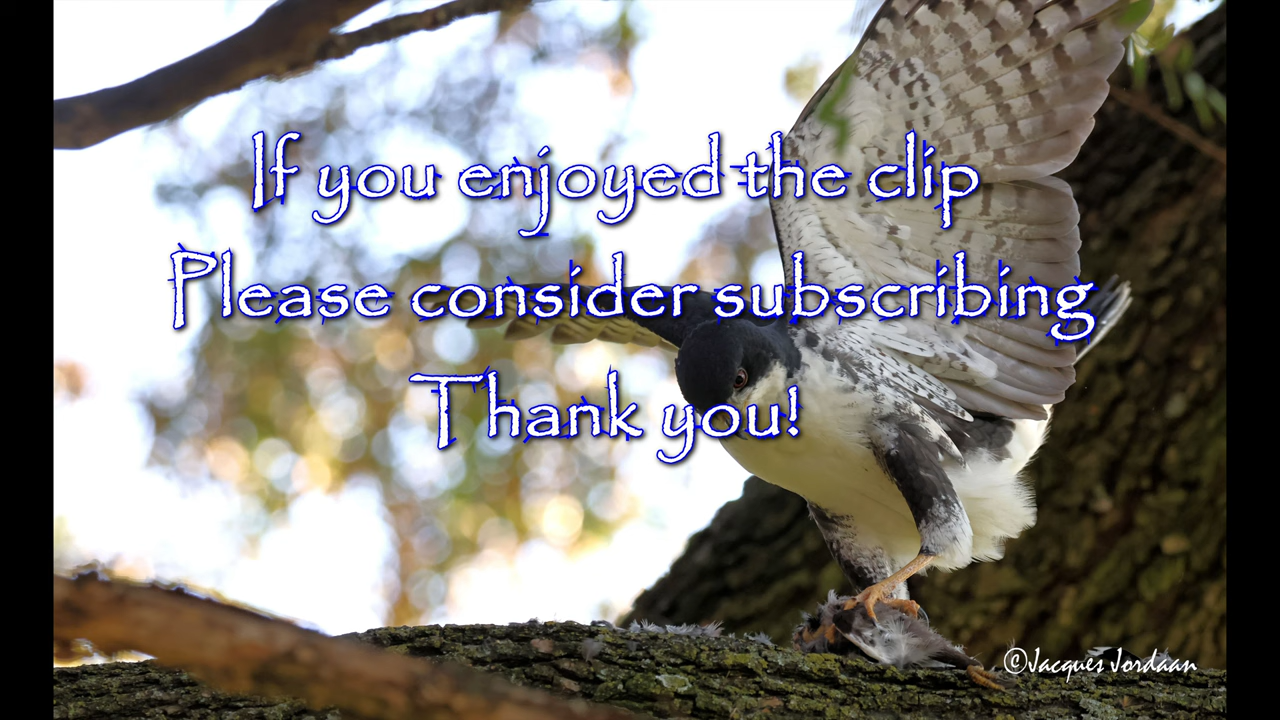 If you enjoyed the clip
Please consider subscribing
Thank you!
©Jacques Jordaan